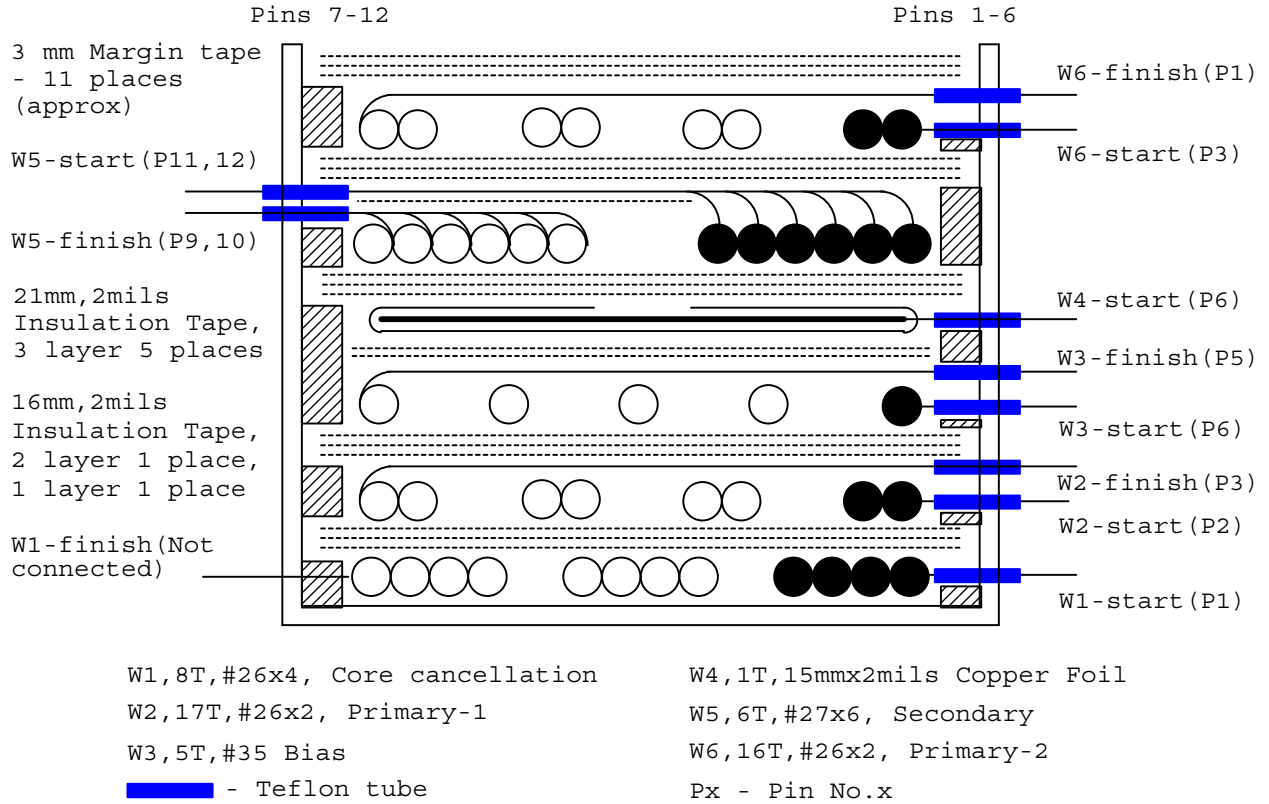 Pins 7-12
Pins 1-6
3 mm Margin tape
- 11 places
(approx)
W6-finish(P1)
W5-start(P11,12)
W6-start(P3)
W5-finish(P9,10)
21mm,2mils
Insulation Tape,
3 layer 5 places
W4-start(P6)
W3-finish(P5)
16mm,2mils
Insulation Tape,
2 layer 1 place,
1 layer 1 place
W3-start(P6)
W2-finish(P3)
W2-start(P2)
W1-finish(Not
connected)
W1-start(P1)
W1,8T,#26x4, Core cancellation
W4,1T,15mmx2mils Copper Foil
W2,17T,#26x2, Primary-1
W5,6T,#27x6, Secondary
W3,5T,#35 Bias
W6,16T,#26x2, Primary-2
- Teflon tube
Px - Pin No.x